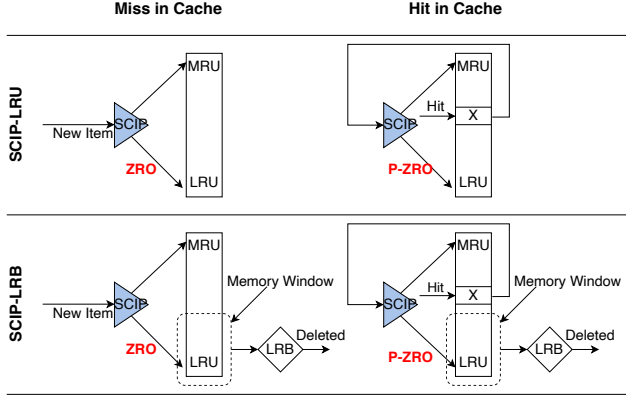 Miss in Cache
Hit in Cache
SCIP-LRU
MRU
SCIP
New Item
ZRO
LRU
MRU
SCIP
Hit
X
P-ZRO
LRU
SCIP-LRB
MRU
SCIP
New Item
Memory Window
ZRO
LRU
LRB
Deleted
MRU
SCIP
Hit
X
Memory Window
P-ZRO
LRU
LRB
Deleted